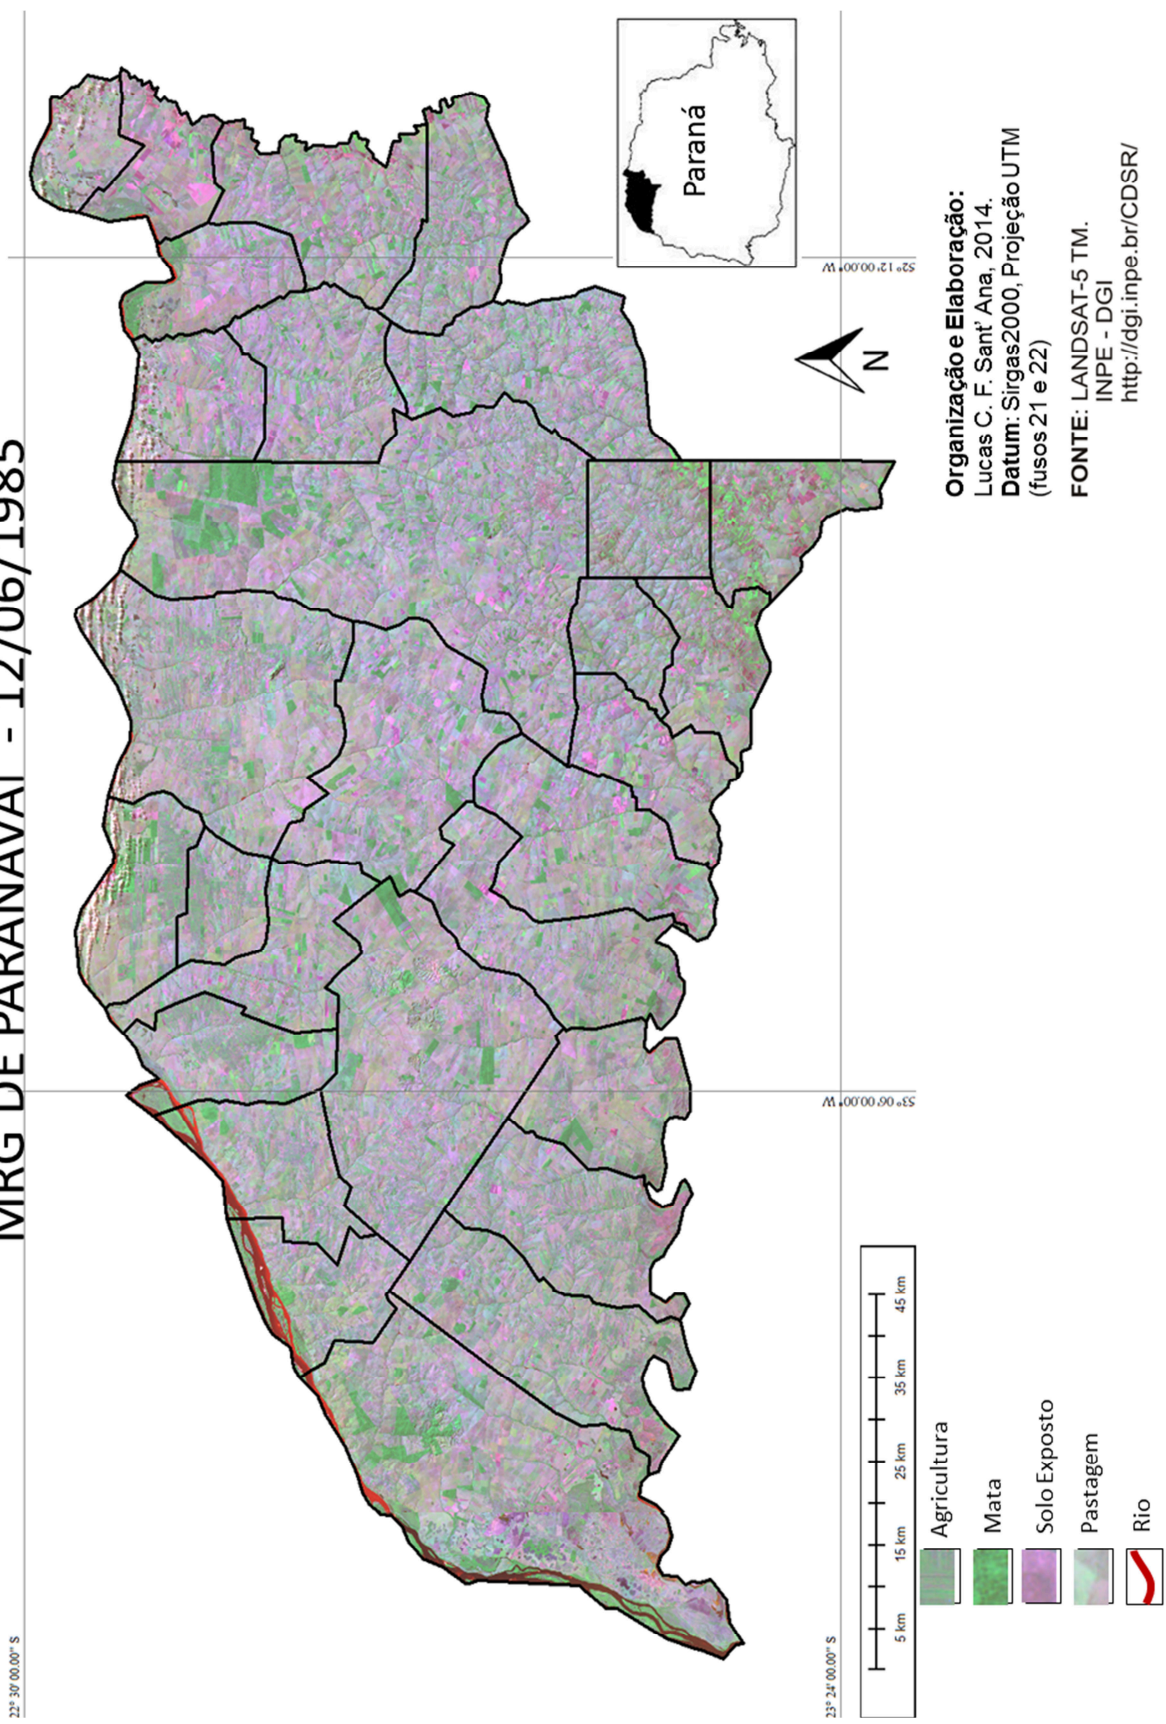 MRG DE PARANAVAÍ - 12/06/1985
22° 30' 00.00'' S
Paraná
52° 12' 00.00'' W
N
53° 06' 00.00'' W
23° 24' 00.00'' S
5 km 15 km 25 km 35 km 45 km
Agricultura
Mata
Solo Exposto
Pastagem
Rio
Organização e Elaboração:
Lucas C. F. Sant' Ana, 2014.
Datum: Sirgas2000, Projeção UTM
(fusos 21 e 22)
FONTE: LANDSAT-5 TM.
INPE - DGI
http://dgi.inpe.br/CDSR/